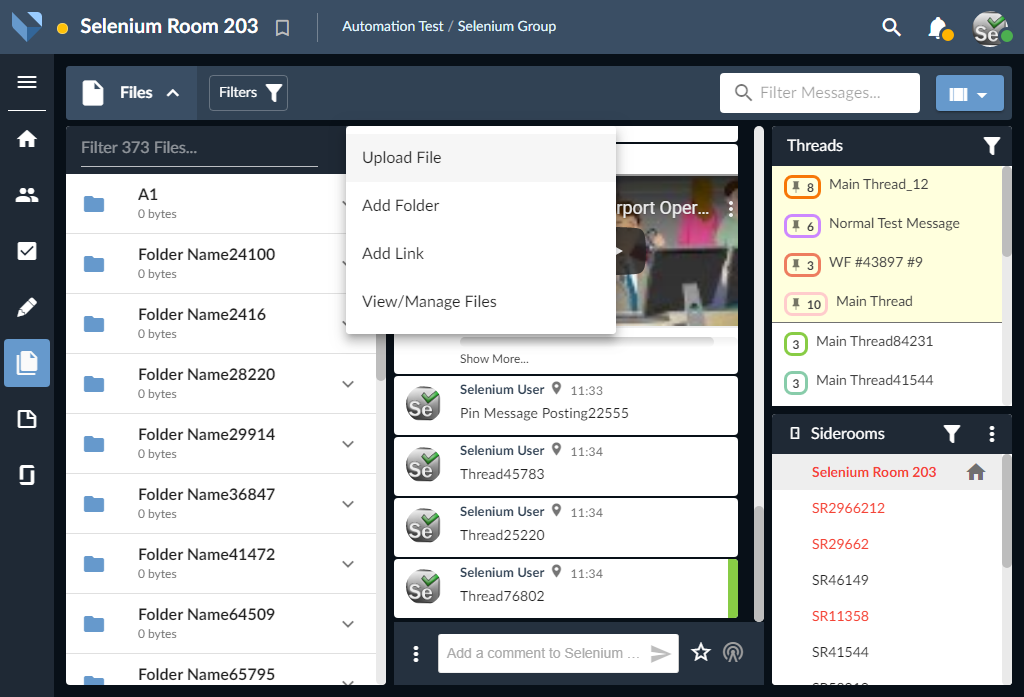 Selenium Room 203
Automation Test / Selenium Group
Files
Filters
Filter Messages...
Filter 373 Files...
A1
0 bytes
Folder Name24100
0 bytes
Folder Name2416
0 bytes
Folder Name28220
0 bytes
Folder Name29914
0 bytes
Folder Name36847
0 bytes
Folder Name41472
0 bytes
Folder Name64509
0 bytes
Folder Name65795
Upload File
Add Folder
Add Link
View/Manage Files
rport Oper...
Show More...
Selenium User 11:33
Pin Message Posting22555
Selenium User 11:34
Thread45783
Selenium User 11:34
Thread25220
Selenium User 11:34
Thread76802
Se
Se
Se
Se
Se
Add a comment to Selenium ...
Threads
8 Main Thread_12
6 Normal Test Message
3 WF #43897 #9
10 Main Thread
3 Main Thread84231
3 Main Thread41544
Siderooms
Selenium Room 203
SR2966212
SR29662
SR46149
SR11358
SR41544